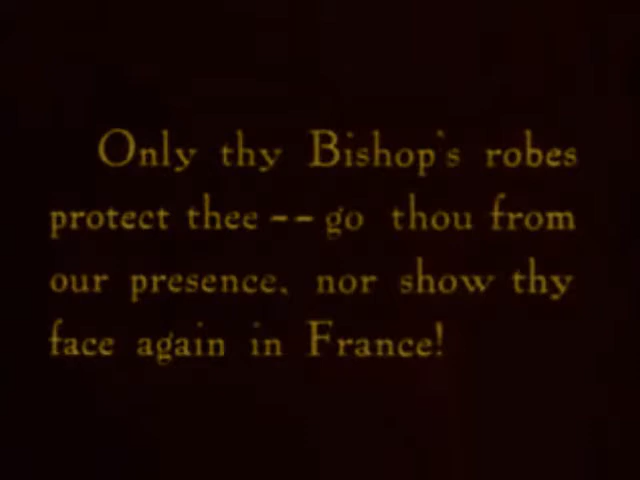 Only thy Bishop's robes
protect thee -- go thou from
our presence, nor show thy
face again in France!